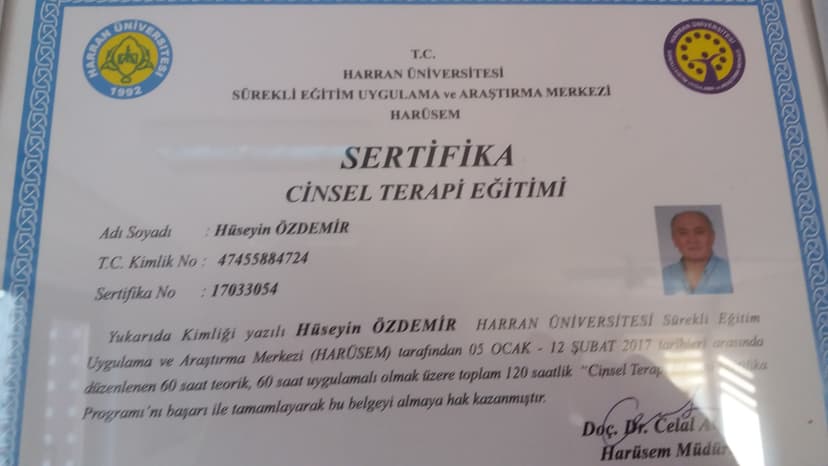 HARRAN ÜNİVERSİTESİ
1992
T.C.
HARRAN ÜNİVERSİTESİ
SÜREKLİ EĞİTİM UYGULAMA ve ARAŞTIRMA MERKEZİ
HARÜSEM
HARRAN ÜNİVERSİTESİ
SERTİFİKA
CİNSEL TERAPİ EĞİTİMİ
Adı Soyadı : Hüseyin ÖZDEMİR
T.C. Kimlik No : 47455884724
Sertifika No : 17033054
Yukarıda Kimliği yazılı Hüseyin ÖZDEMİR HARRAN ÜNİVERSİTESİ Sürekli Eğitim
Uygulama ve Araştırma Merkezi (HARÜSEM) tarafından 05 OCAK - 12 ŞUBAT 2017 tarihleri arasında
düzenlenen 60 saat teorik, 60 saat uygulamalı olmak üzere toplam 120 saatlik "Cinsel
Programı'nı başarı ile tamamlayarak bu belgeyi almaya hak kazanmıştır.
Doç. Dr. Celal
Harüsem